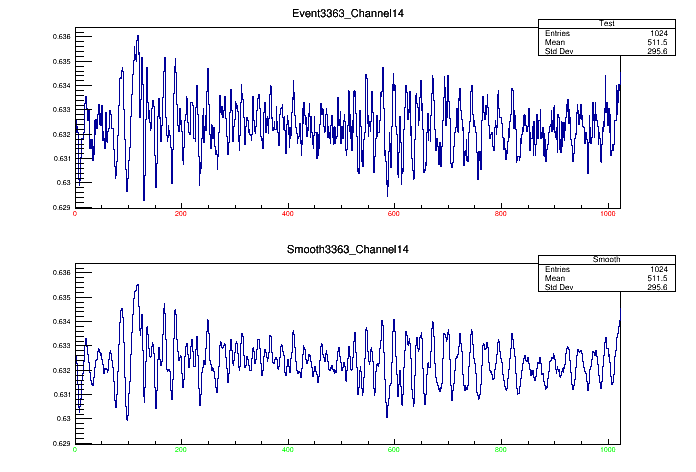 Event3363_Channel14
Test
Entries 1024
Mean 511.5
Std Dev 295.6
0.636
0.635
0.634
0.633
0.632
0.631
0.63
0.629
0 200 400 600 800 1000
Smooth3363_Channel14
Smooth
Entries 1024
Mean 511.5
Std Dev 295.6
0.636
0.635
0.634
0.633
0.632
0.631
0.63
0.629
0 200 400 600 800 1000